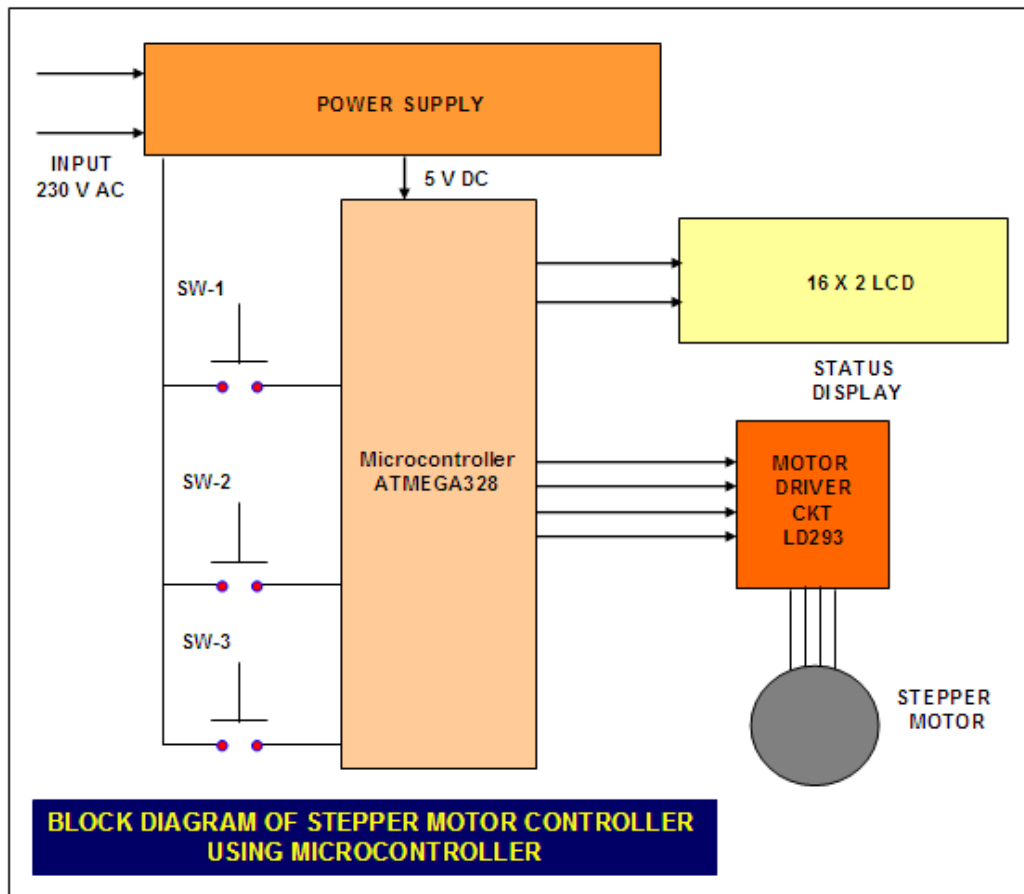 POWER SUPPLY
INPUT
230 V AC
5 V DC
SW-1
16 X 2 LCD
STATUS
DISPLAY
Microcontroller
ATMEGA328
MOTOR
DRIVER
CKT
LD293
SW-2
SW-3
STEPPER
MOTOR
BLOCK DIAGRAM OF STEPPER MOTOR CONTROLLER
USING MICROCONTROLLER